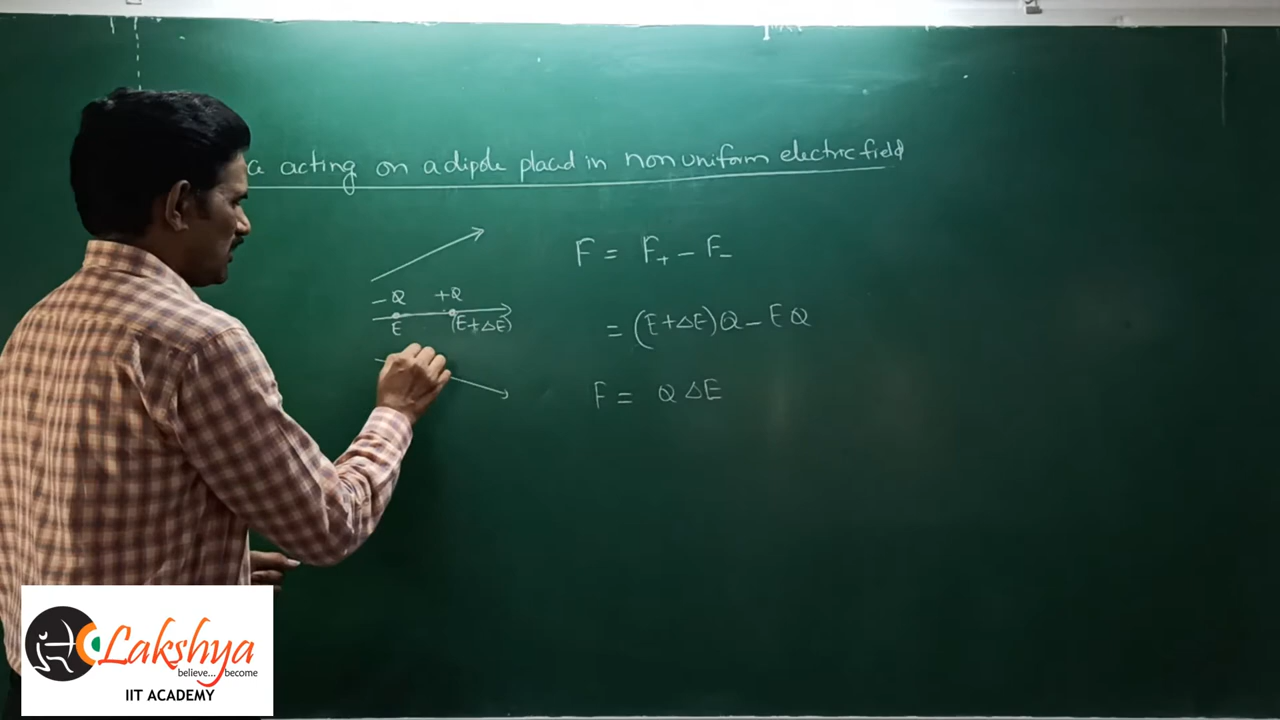 acting on a dipole placed in non uniform electric field
F = F+ − F−
−Q +Q
E (E+ΔE)
= (E+ΔE)Q − EQ
F = QΔE
Lakshya
believe... become
IIT ACADEMY